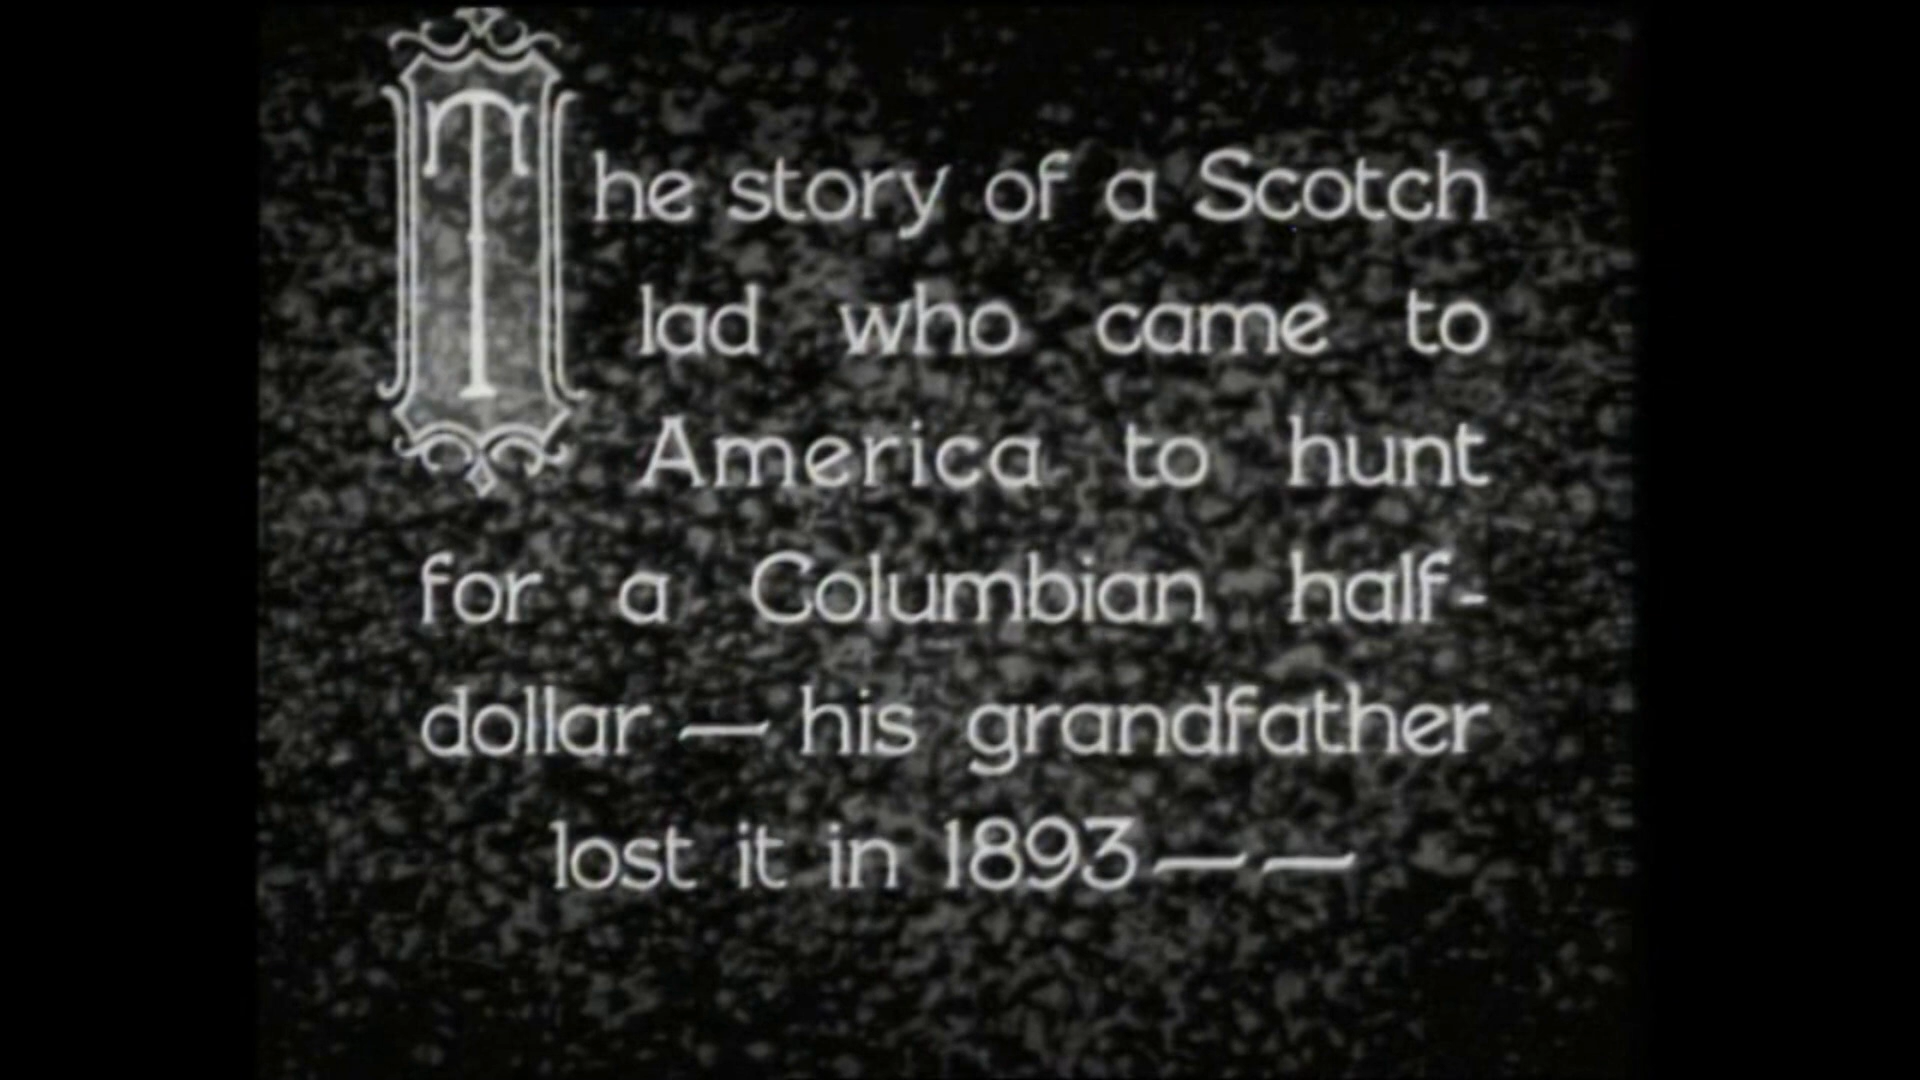 The story of a Scotch
lad who came to
America to hunt
for a Columbian half-
dollar — his grandfather
lost it in 1893——